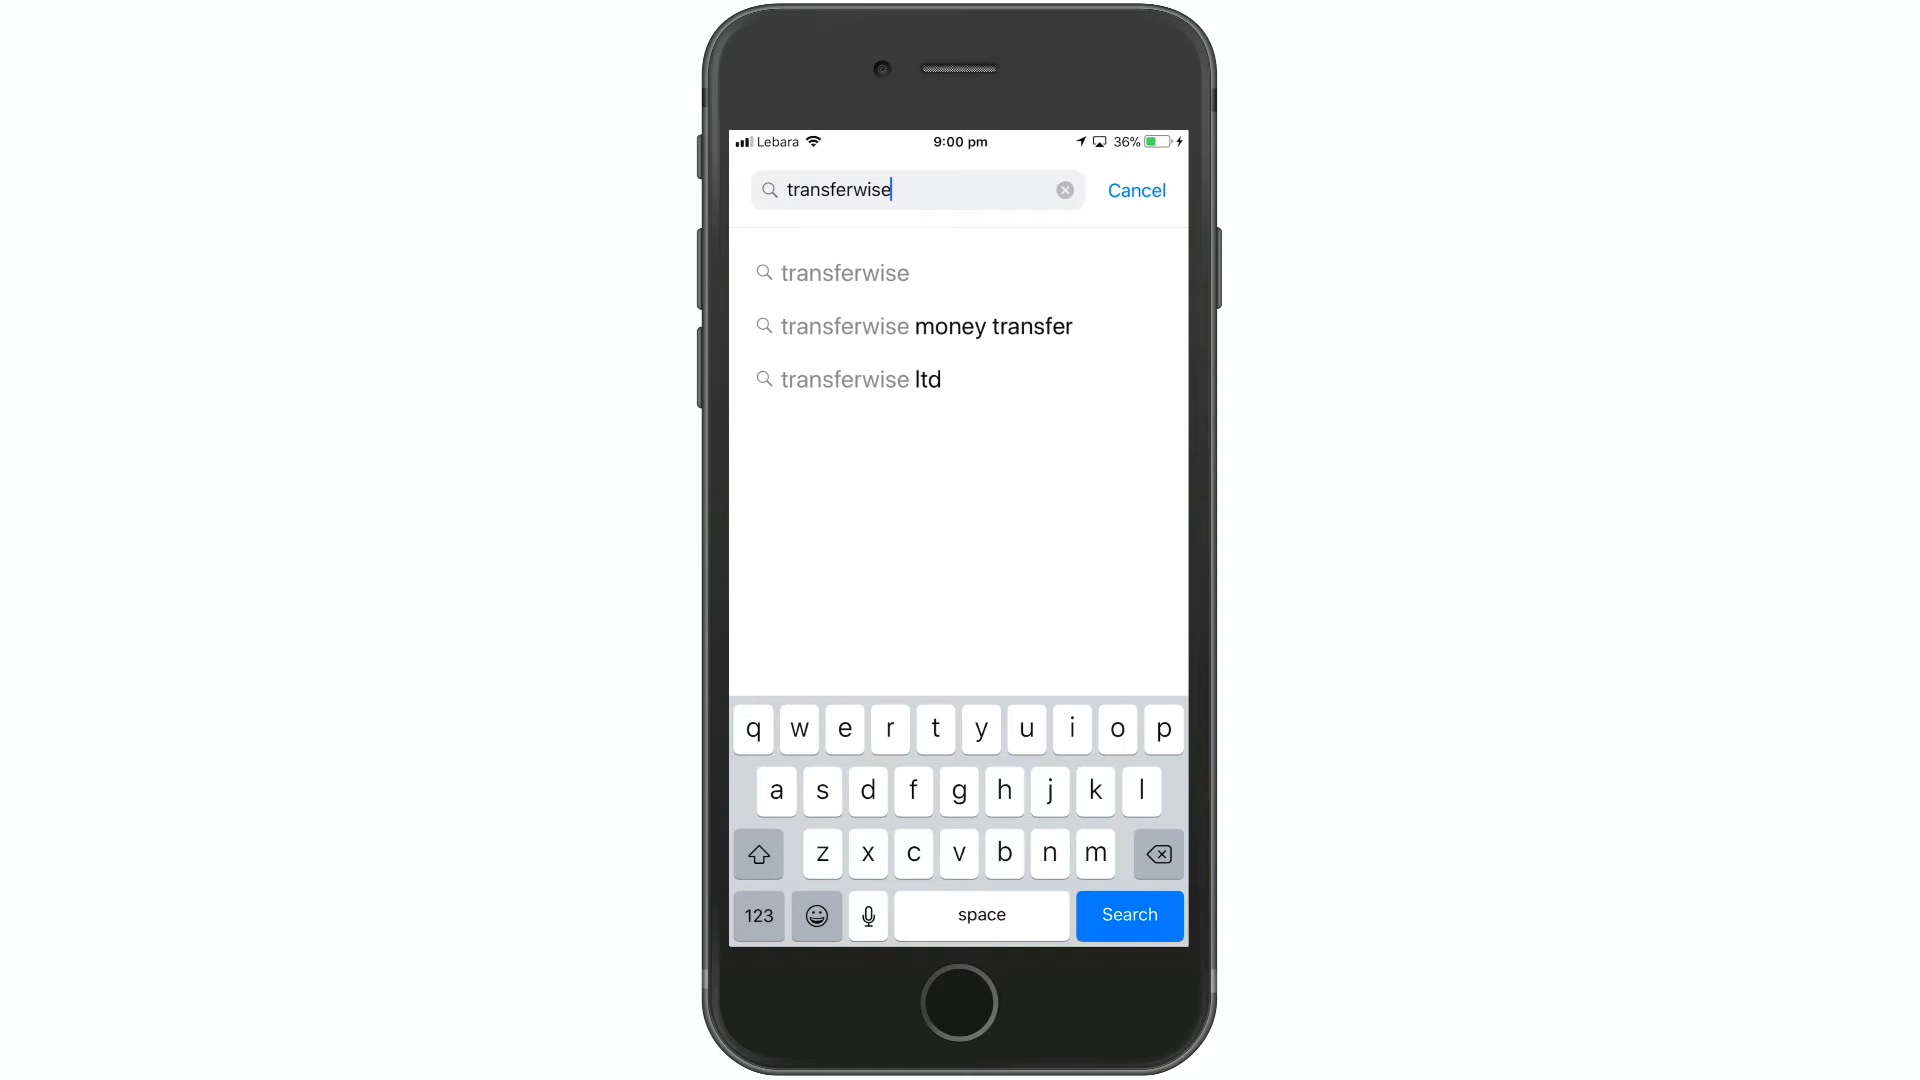 Lebara 9:00 pm 36%
transferwise Cancel
transferwise
transferwise money transfer
transferwise ltd
q w e r t y u i o p
a s d f g h j k l
z x c v b n m
123 space Search